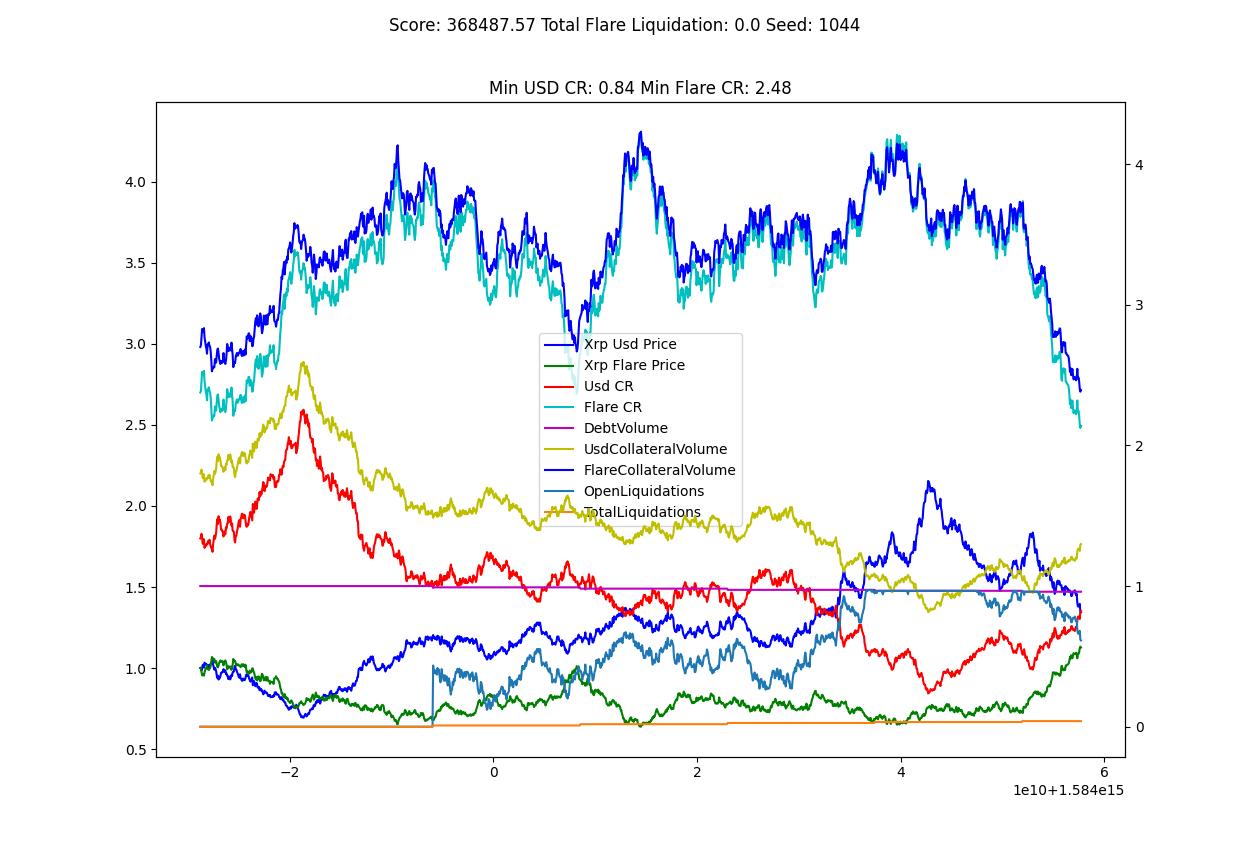 Score: 368487.57 Total Flare Liquidation: 0.0 Seed: 1044
Min USD CR: 0.84 Min Flare CR: 2.48
4.0
3.5
3.0
2.5
2.0
1.5
1.0
0.5
4
3
2
1
0
Xrp Usd Price
Xrp Flare Price
Usd CR
Flare CR
DebtVolume
UsdCollateralVolume
FlareCollateralVolume
OpenLiquidations
TotalLiquidations
−2 0 2 4 6
1e10+1.584e15